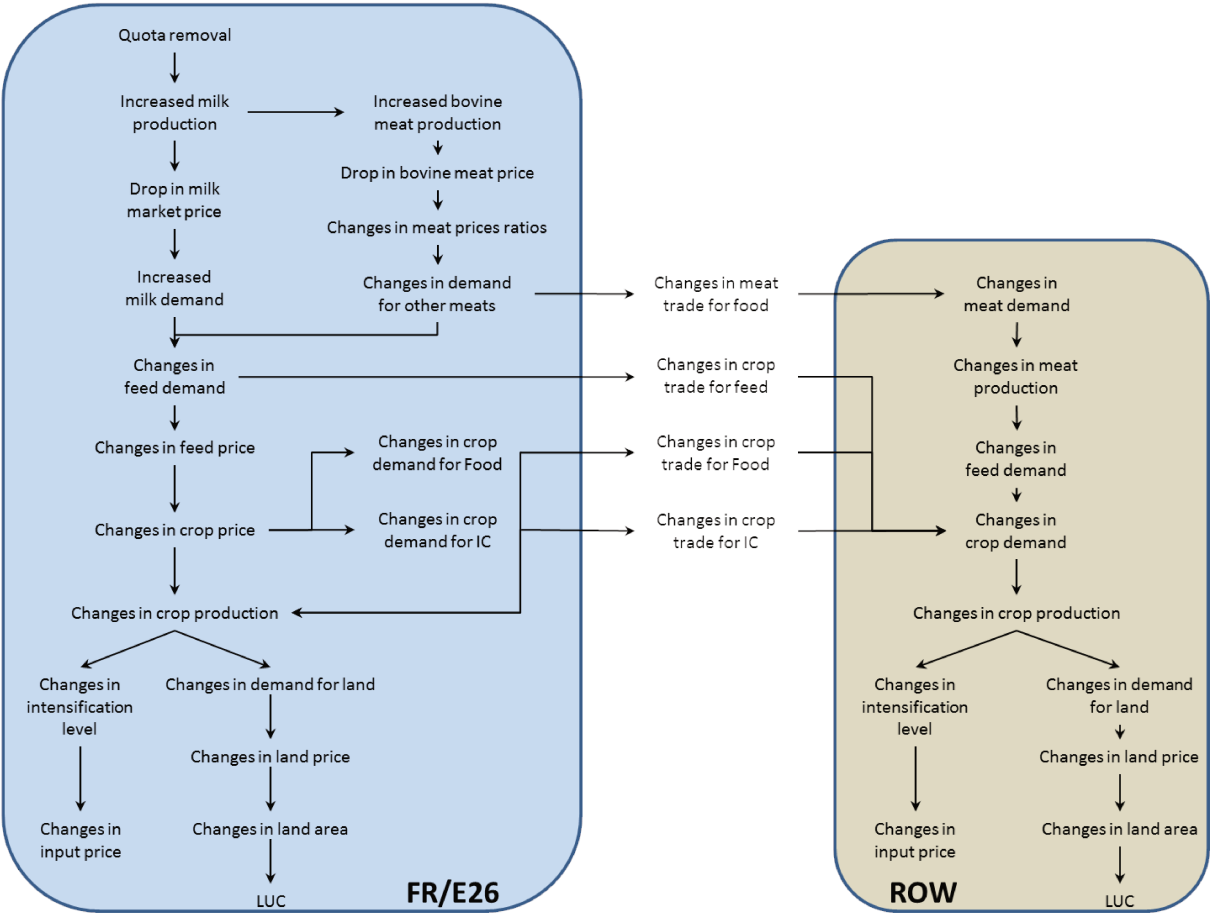 Quota removal
Increased milk
production
Increased bovine
meat production
Drop in bovine meat price
Drop in milk
market price
Changes in meat prices ratios
Increased
milk demand
Changes in demand
for other meats
Changes in
feed demand
Changes in feed price
Changes in crop
demand for Food
Changes in crop price
Changes in crop
demand for IC
Changes in crop production
Changes in
intensification
level
Changes in demand for land
Changes in land price
Changes in
input price
Changes in land area
LUC
FR/E26
Changes in meat
trade for food
Changes in crop
trade for feed
Changes in crop
trade for Food
Changes in crop
trade for IC
Changes in
meat demand
Changes in meat
production
Changes in
feed demand
Changes in
crop demand
Changes in crop production
Changes in
intensification
level
Changes in demand
for land
Changes in land price
Changes in
input price
Changes in land area
ROW
LUC